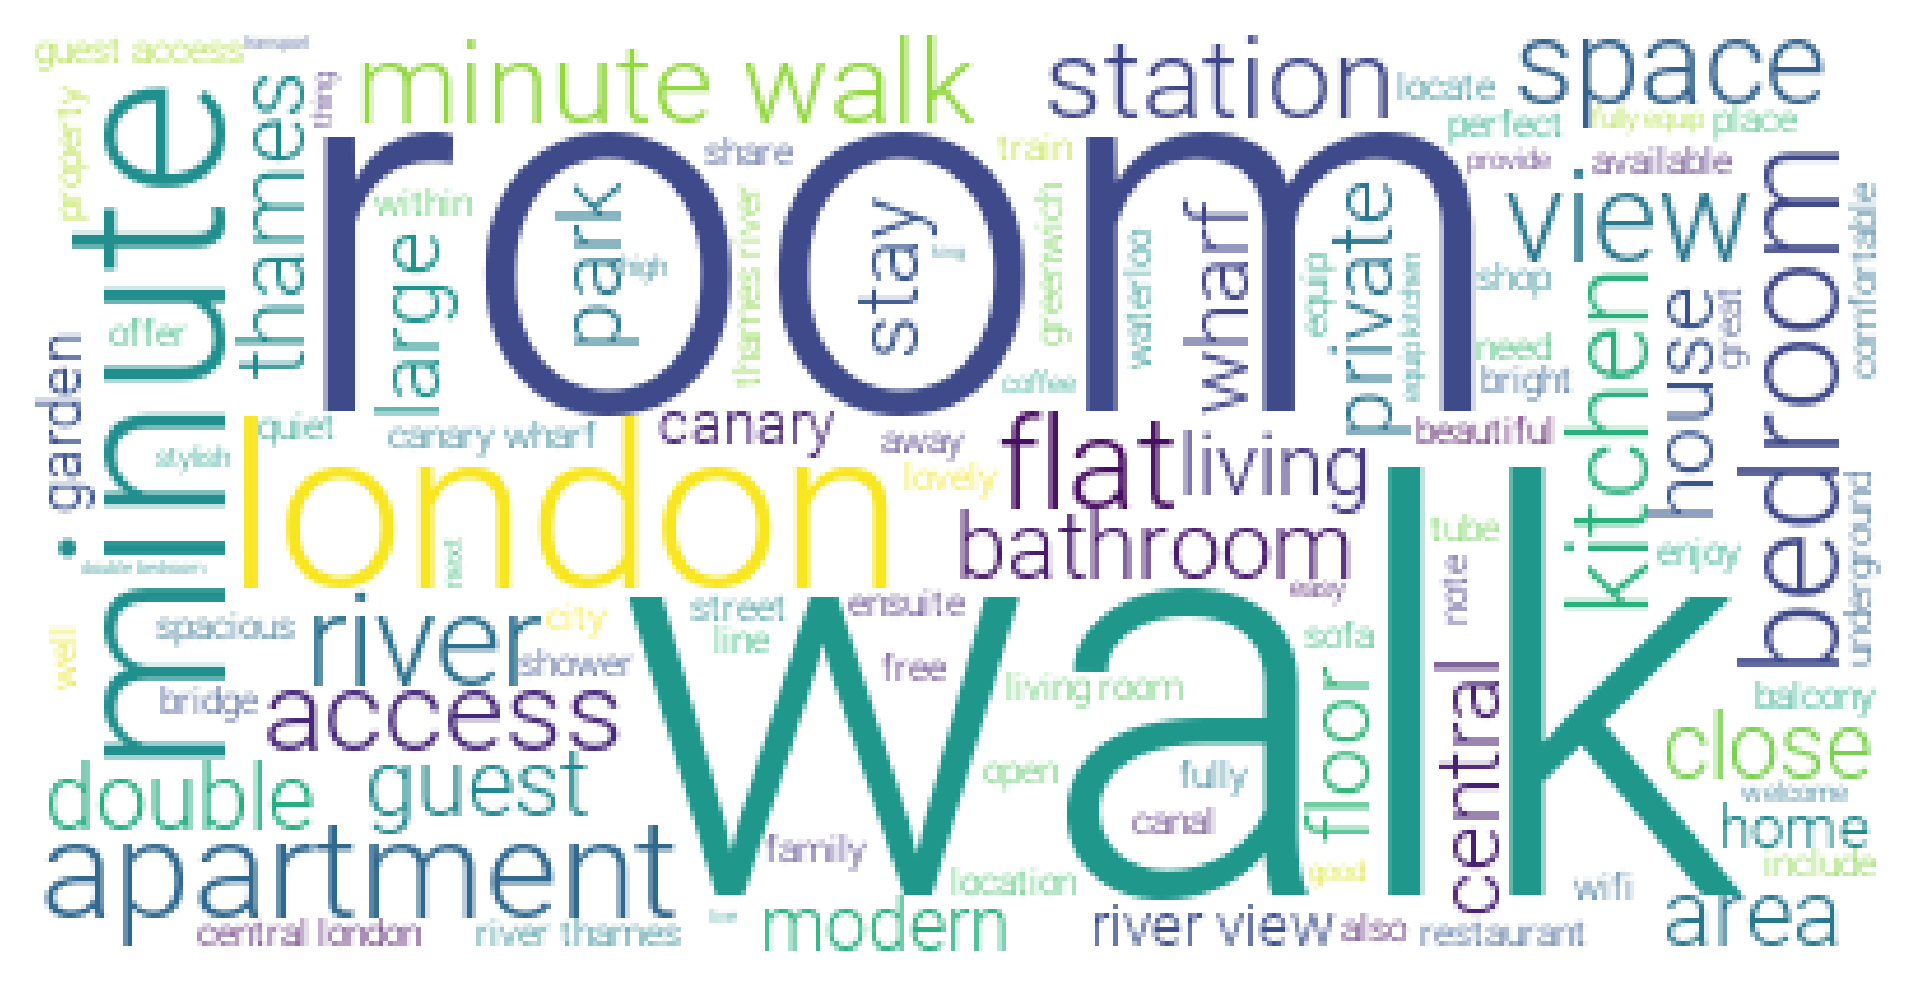 guest access
transport
minute walk
station
space
locate
property
minute
thames
thing
perfect
fully equip
place
room
share
train
provide
available
view
bedroom
comfortable
within
large
park
high
thames river
stay
greenwich
waterloo
wharf
equip
private
equip kitchen
shop
kitchen
house
great
offer
garden
need
bright
coffee
quiet
canary wharf
canary
away
flat
living
beautiful
stylish
london
lovely
bathroom
next
double bedroom
tube
note
enjoy
underground
easy
spacious
river
city
street
line
ensuite
walk
sofa
well
shower
free
living room
bridge
access
floor
central
balcony
close
double
guest
open
fully
welcome
canal
home
apartment
family
location
good
include
wifi
central london
river thames
modern
river view
also
restaurant
area